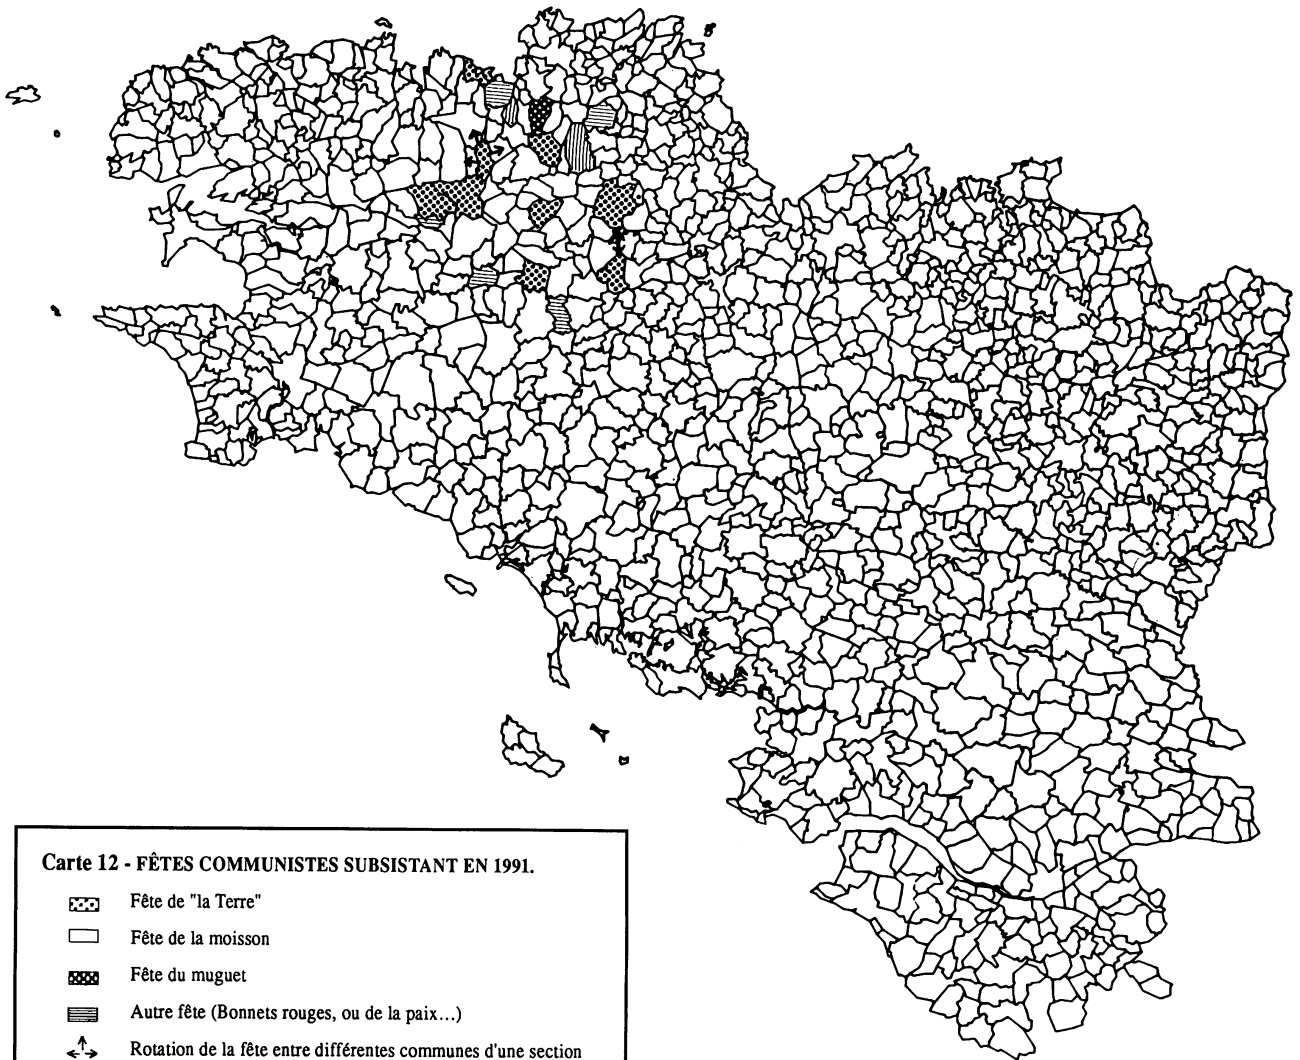 Carte 12 - FÊTES COMMUNISTES SUBSISTANT EN 1991.
Fête de "la Terre"
Fête de la moisson
Fête du muguet
Autre fête (Bonnets rouges, ou de la paix...)
Rotation de la fête entre différentes communes d'une section